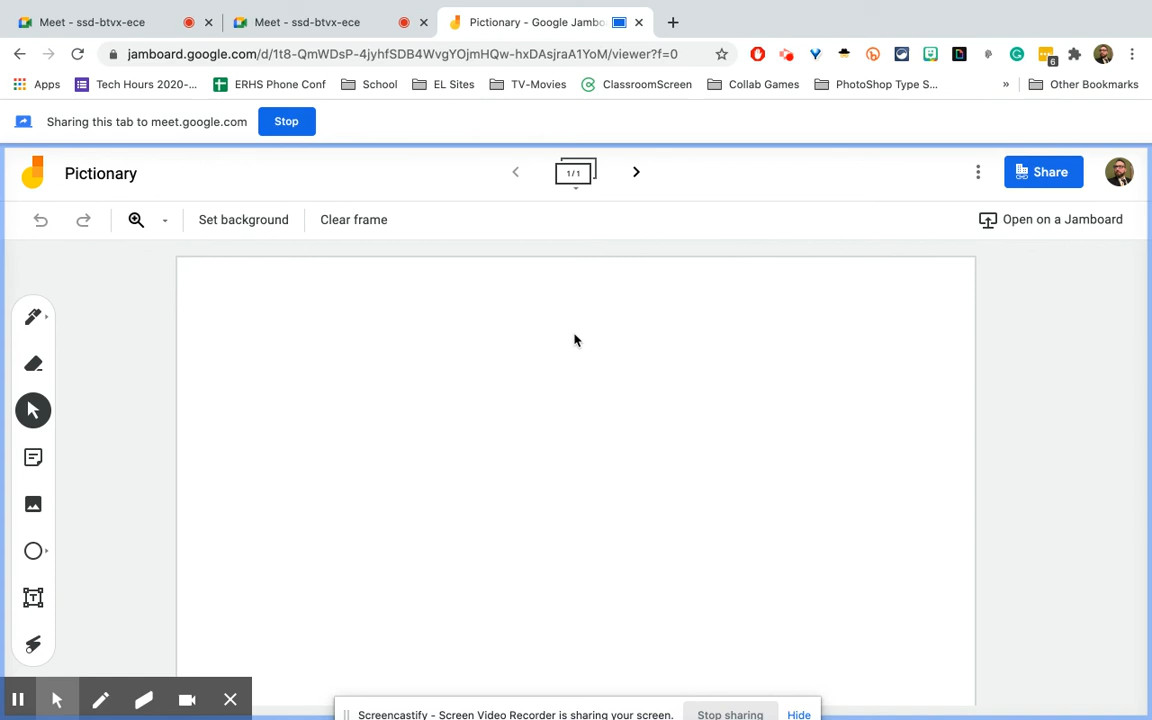 Meet - ssd-btvx-ece
Meet - ssd-btvx-ece
Pictionary - Google Jambo
jamboard.google.com/d/1t8-QmWDsP-4jyhfSDB4WvgYOjmHQw-hxDAsjraA1YoM/viewer?f=0
6
Apps
Tech Hours 2020-...
ERHS Phone Conf
School
EL Sites
TV-Movies
ClassroomScreen
Collab Games
PhotoShop Type S...
»
Other Bookmarks
Sharing this tab to meet.google.com
Stop
Pictionary
1/1
Share
Set background
Clear frame
Open on a Jamboard
Screencastify - Screen Video Recorder is sharing your screen.
Stop sharing
Hide